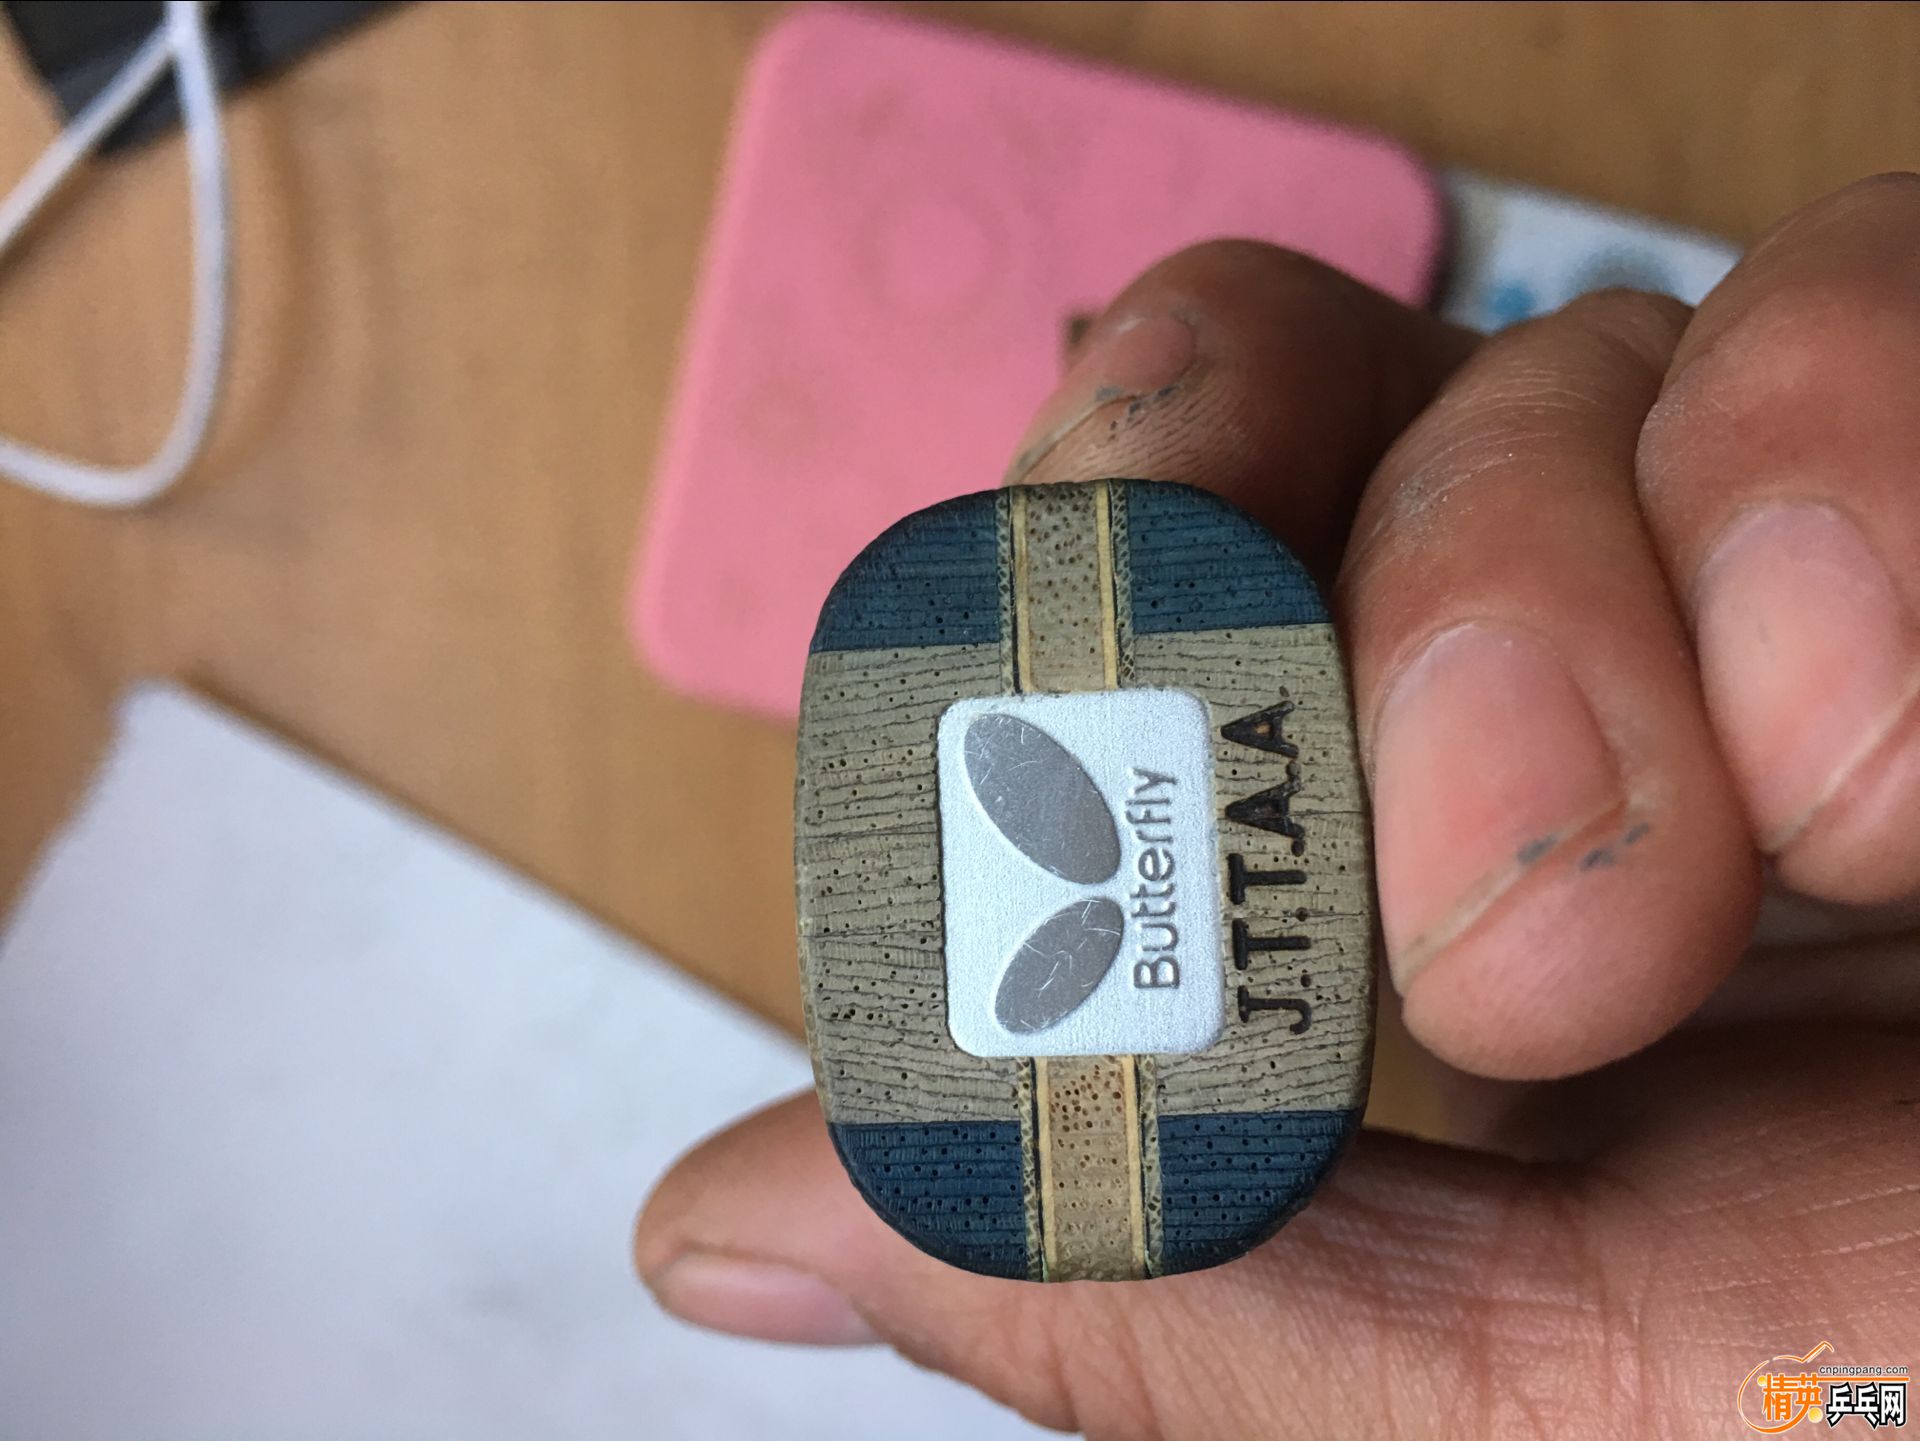 Butterfly
J.T.T.A.A
cnpingpang.com
精英乒乓网